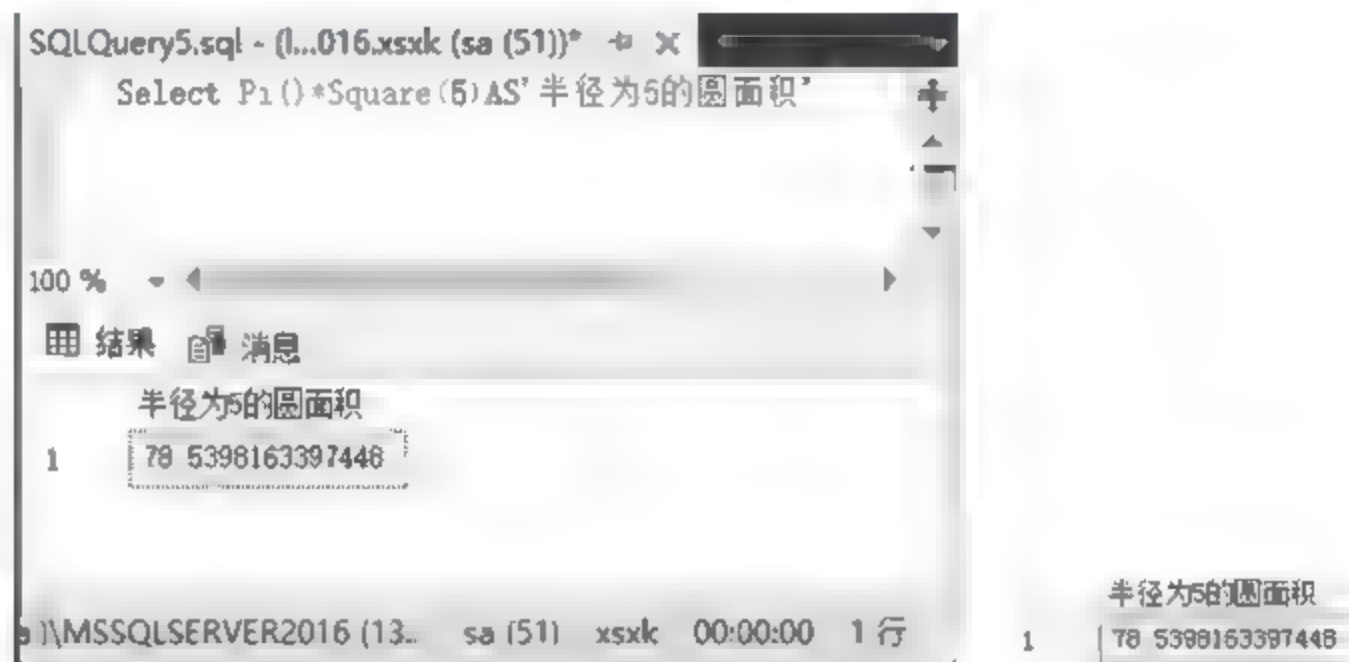 SQLQuery5.sql - (l...016.xsxk (sa (51))*
Select Pi()*Square(5)AS'半径为5的圆面积'
100 %
结果 消息
半径为5的圆面积
1 78 5398163397448
)\MSSQLSERVER2016 (13.. sa (51) xsxk 00:00:00 1 行
半径为5的圆面积
1 78 5398163397448